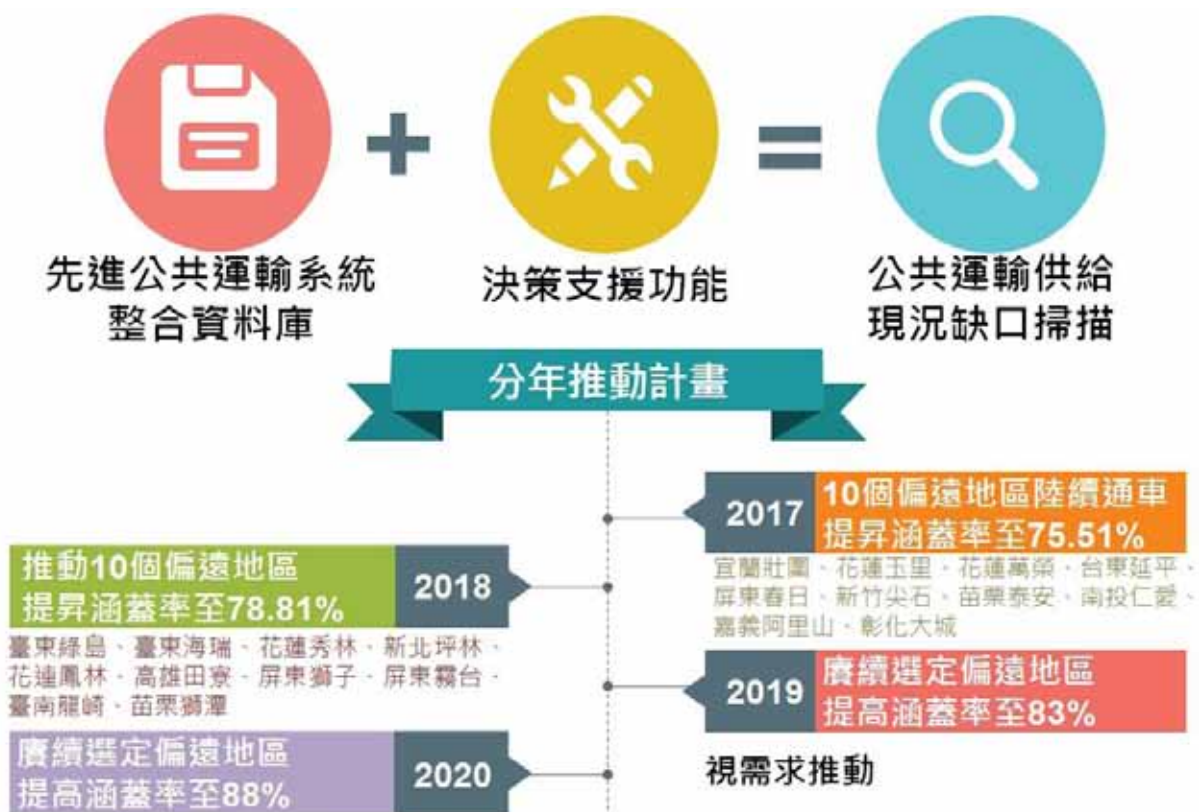 先進公共運輸系統
整合資料庫
+
決策支援功能
=
公共運輸供給
現況缺口掃描
分年推動計畫
2017
10個偏遠地區陸續通車
提昇涵蓋率至75.51%
宜蘭壯圍、花蓮玉里、花蓮萬榮、台東延平、
屏東春日、新竹尖石、苗栗泰安、南投仁愛、
嘉義阿里山、彰化大城
推動10個偏遠地區
提昇涵蓋率至78.81%
2018
臺東綠島、臺東海瑞、花蓮秀林、新北坪林、
花連鳳林、高雄田寮、屏東獅子、屏東霧台、
臺南龍崎、苗栗獅潭
2019
賡續選定偏遠地區
提高涵蓋率至83%
視需求推動
賡續選定偏遠地區
提高涵蓋率至88%
2020